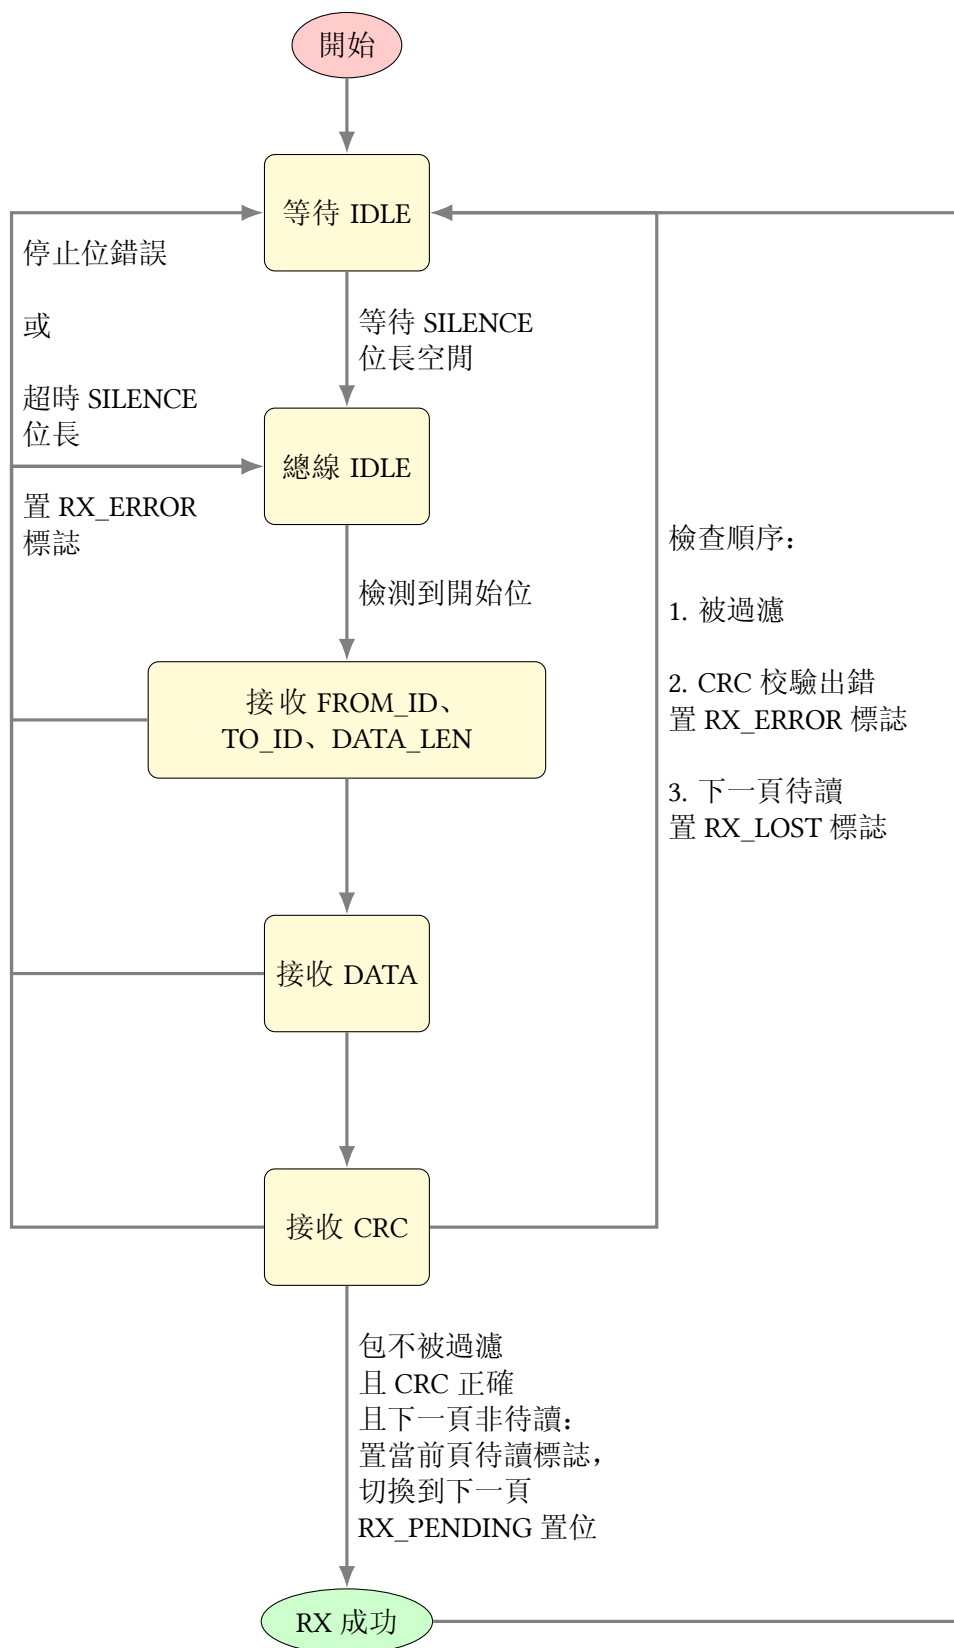 開始
等待 IDLE
停止位錯誤
或
超時 SILENCE
位長
等待 SILENCE
位長空閒
總線 IDLE
置 RX_ERROR
標誌
檢測到開始位
檢查順序：
1. 被過濾
2. CRC 校驗出錯
置 RX_ERROR 標誌
3. 下一頁待讀
置 RX_LOST 標誌
接收 FROM_ID、
TO_ID、DATA_LEN
接收 DATA
接收 CRC
包不被過濾
且 CRC 正確
且下一頁非待讀：
置當前頁待讀標誌，
切換到下一頁
RX_PENDING 置位
RX 成功